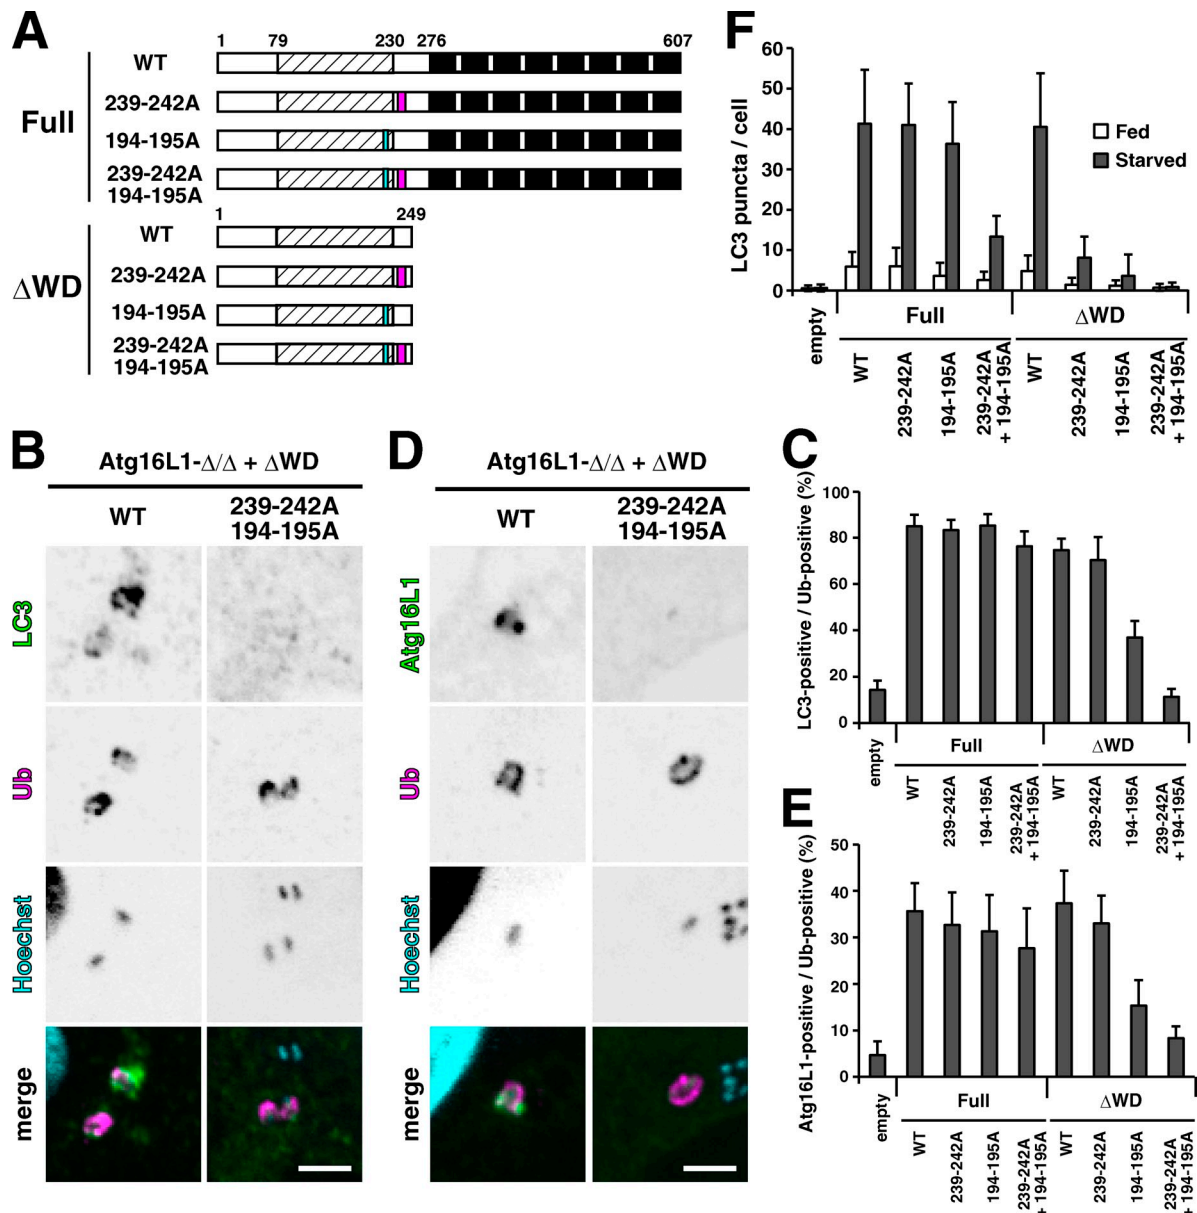 A
1 79 230 276 607
Full
WT
239-242A
194-195A
239-242A
194-195A
1 249
ΔWD
WT
239-242A
194-195A
239-242A
194-195A
F
LC3 puncta / cell
60
50
40
30
20
10
0
Fed
Starved
empty
Full
ΔWD
WT
239-242A
194-195A
239-242A
+ 194-195A
WT
239-242A
194-195A
239-242A
+ 194-195A
B
Atg16L1-Δ/Δ + ΔWD
WT
239-242A
194-195A
LC3
Ub
Hoechst
merge
D
Atg16L1-Δ/Δ + ΔWD
WT
239-242A
194-195A
Atg16L1
Ub
Hoechst
merge
C
LC3-positive / Ub-positive (%)
100
80
60
40
20
0
empty
Full
ΔWD
WT
239-242A
194-195A
239-242A
+ 194-195A
WT
239-242A
194-195A
239-242A
+ 194-195A
E
Atg16L1-positive / Ub-positive (%)
50
40
30
20
10
0
empty
Full
ΔWD
WT
239-242A
194-195A
239-242A
+ 194-195A
WT
239-242A
194-195A
239-242A
+ 194-195A